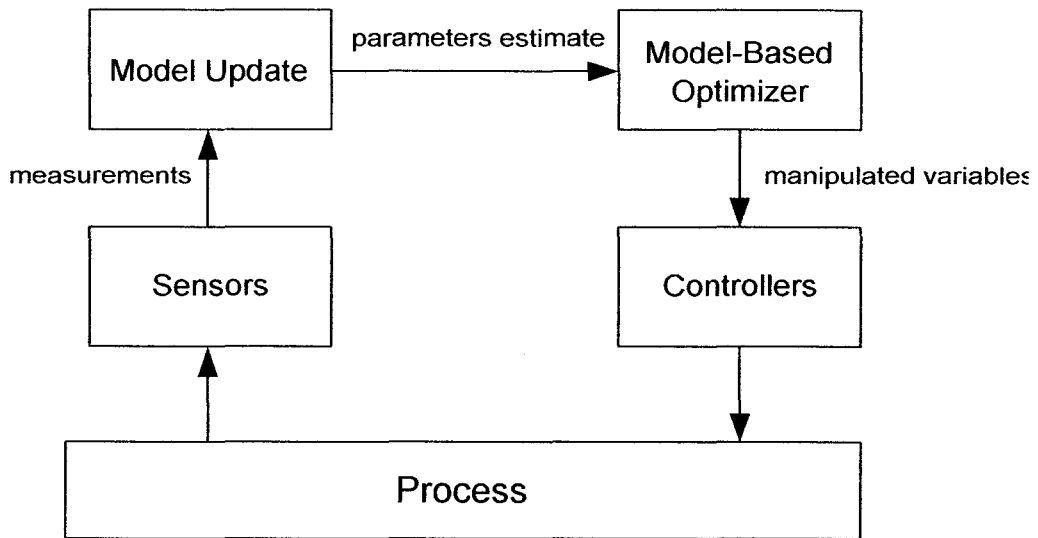 parameters estimate
Model Update
Model-Based
Optimizer
measurements
manipulated variables
Sensors
Controllers
Process